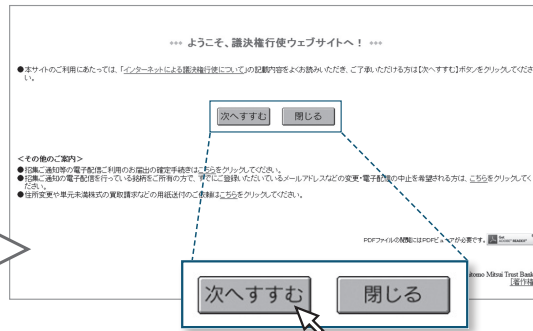 *** ようこそ、議決権行使ウェブサイトへ! ***
●本サイトのご利用にあたっては、「インターネットによる議決権行使について」の記載内容をよくお読みいただき、ご了承いただける方は【次へすすむ】ボタンをクリックしてくださ
い。
次へすすむ 閉じる
<その他のご案内>
●招集ご通知等の電子配信ご利用のお届出の確定手続きはこちらをクリックしてください。
●招集ご通知の電子配信を行っている銘柄をご所有の方で、すでにご登録いただいているメールアドレスなどの変更・電子配信の中止を希望される方は、こちらをクリックしてく
ださい。
●住所変更や単元未満株式の買取請求などの用紙送付のご依頼はこちらをクリックしてください。
PDFファイルの閲覧にはPDFビューアが必要です。
Mitsui Trust Bank
[著作権
次へすすむ 閉じる